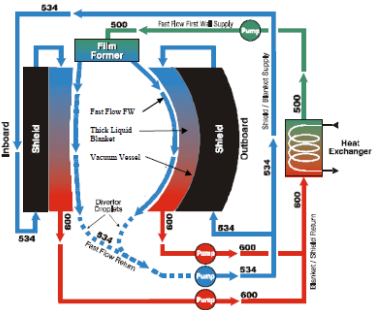 534
500
Fast Flow First Wall Supply
Pump
Film
Former
Shield / Blanket Supply
500
Inboard
Shield
Fast Flow FW
Thick Liquid
Blanket
Vacuum Vessel
Shield
Outboard
Heat
Exchanger
534
600
Divertor
Droplets
534
600
534
Fast Flow Return
600
534
Pump
600
Pump
534
Pump
600
Blanket / Shield Return